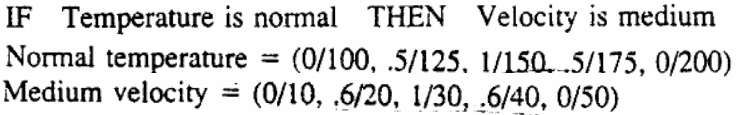 IF Temperature is normal THEN Velocity is medium
Normal temperature = (0/100, .5/125, 1/150, .5/175, 0/200)
Medium velocity = (0/10, .6/20, 1/30, .6/40, 0/50)